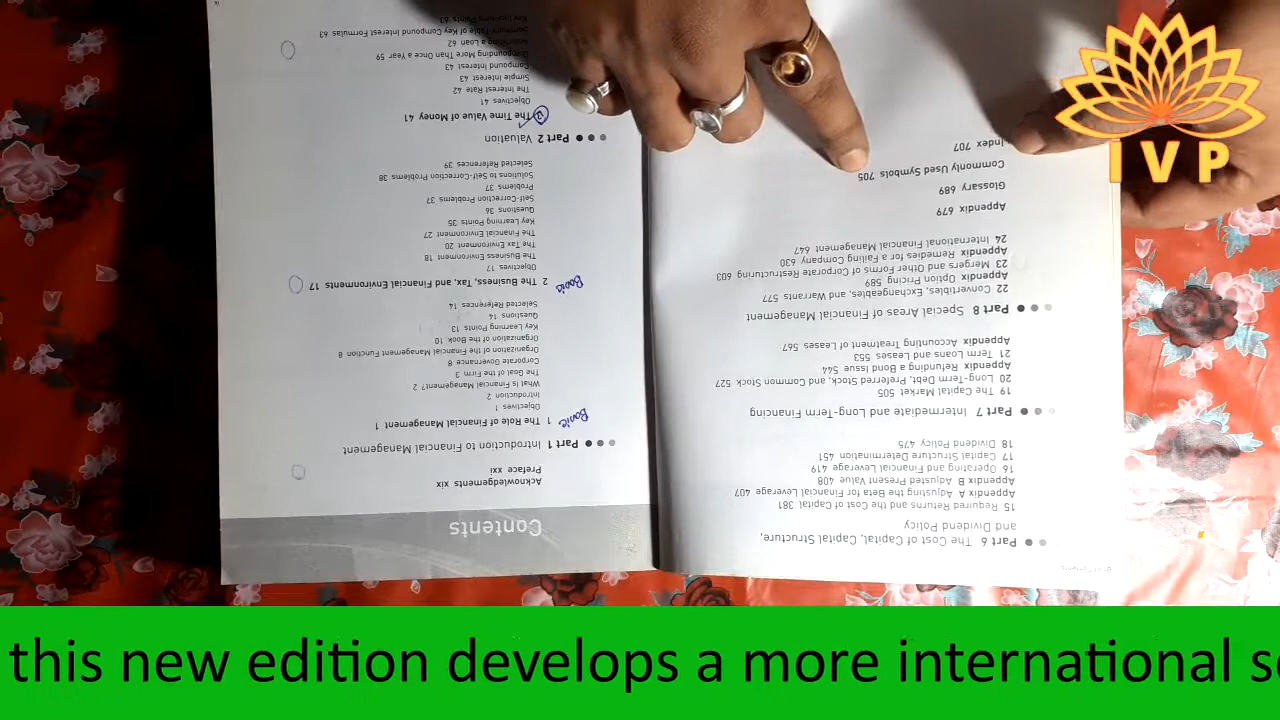 Brief Contents
● ● Part 6 The Cost of Capital, Capital Structure,
and Dividend Policy
15 Required Returns and the Cost of Capital 381
Appendix A Adjusting the Beta for Financial Leverage 407
Appendix B Adjusted Present Value 408
16 Operating and Financial Leverage 419
17 Capital Structure Determination 451
18 Dividend Policy 475
● ● ● Part 7 Intermediate and Long-Term Financing
19 The Capital Market 505
20 Long-Term Debt, Preferred Stock, and Common Stock 527
Appendix Refunding a Bond Issue 544
21 Term Loans and Leases 553
Appendix Accounting Treatment of Leases 567
● ● ● Part 8 Special Areas of Financial Management
22 Convertibles, Exchangeables, and Warrants 577
Appendix Option Pricing 589
23 Mergers and Other Forms of Corporate Restructuring 603
Appendix Remedies for a Failing Company 630
24 International Financial Management 647
Appendix 679
Glossary 689
Commonly Used Symbols 705
Index 707
Contents
Acknowledgements xix
Preface xxi
● ● ● Part 1 Introduction to Financial Management
Basic
1 The Role of Financial Management 1
Objectives 1
Introduction 2
What Is Financial Management? 2
The Goal of the Firm 3
Corporate Governance 8
Organization of the Financial Management Function 8
Organization of the Book 10
Key Learning Points 13
Questions 14
Selected References 14
Basic
2 The Business, Tax, and Financial Environments 17
Objectives 17
The Business Environment 18
The Tax Environment 20
The Financial Environment 27
Key Learning Points 35
Questions 36
Self-Correction Problems 37
Problems 37
Solutions to Self-Correction Problems 38
Selected References 39
● ● ● Part 2 Valuation
3 The Time Value of Money 41
Objectives 41
The Interest Rate 42
Simple Interest 43
Compound Interest 43
Compounding More Than Once a Year 59
Amortizing a Loan 62
Summary Table of Key Compound Interest Formulas 63
Key Learning Points 63
IVP
this new edition develops a more international